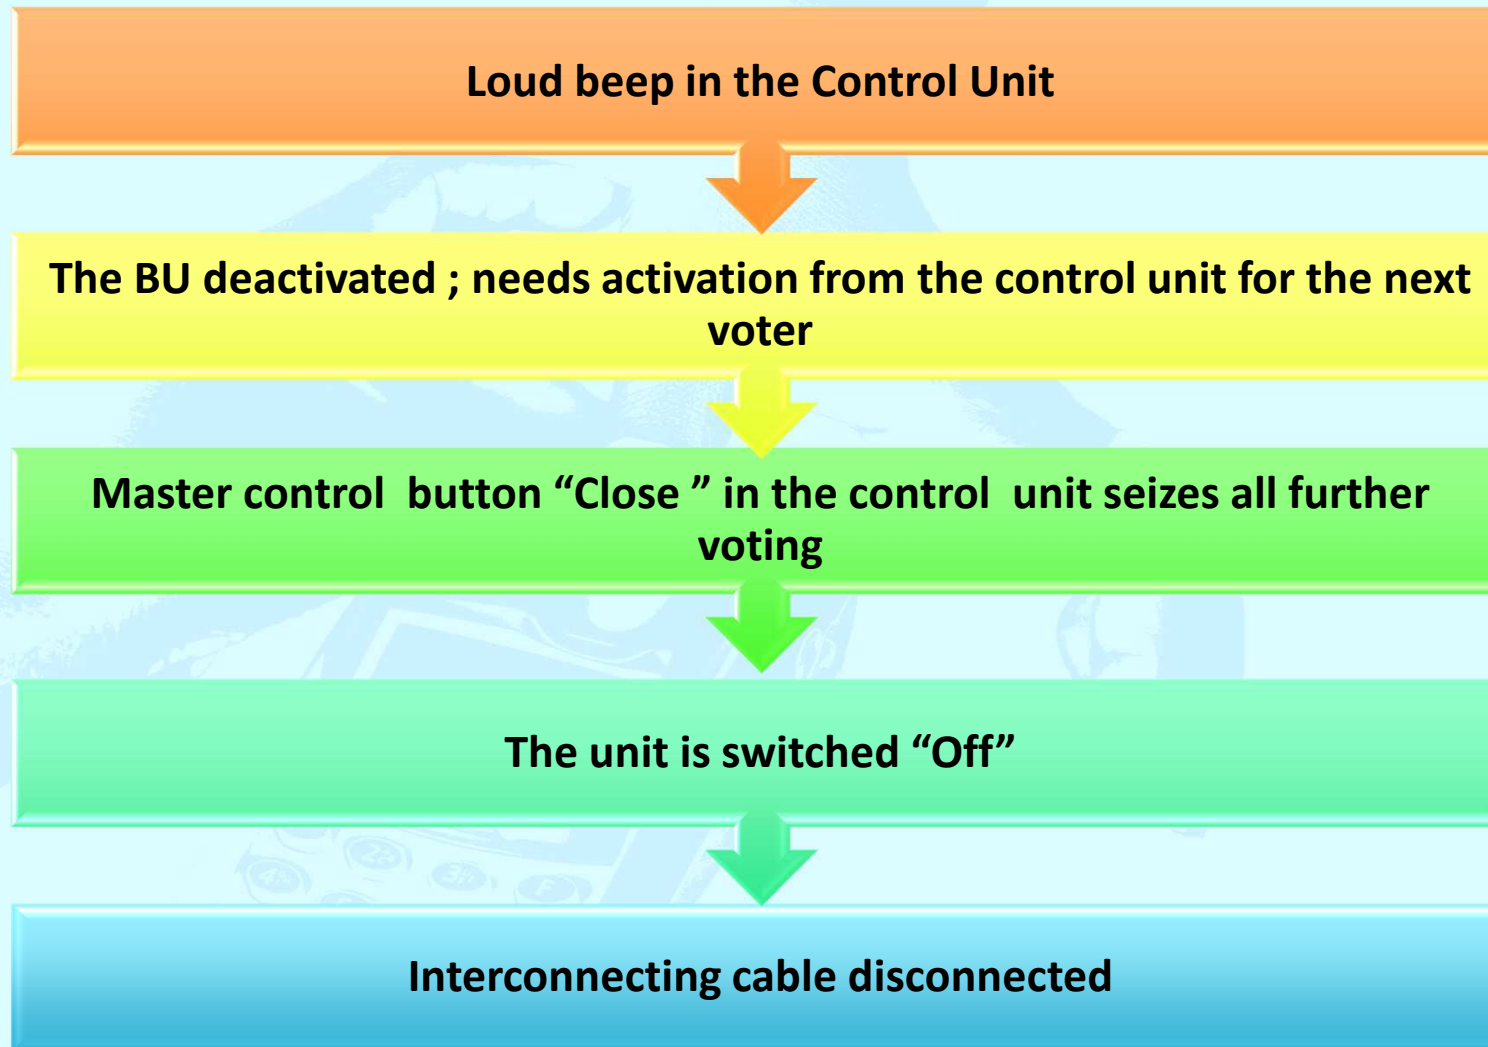 Loud beep in the Control Unit
The BU deactivated ; needs activation from the control unit for the next
voter
Master control  button “Close ” in the control  unit seizes all further
voting
The unit is switched “Off”
Interconnecting cable disconnected